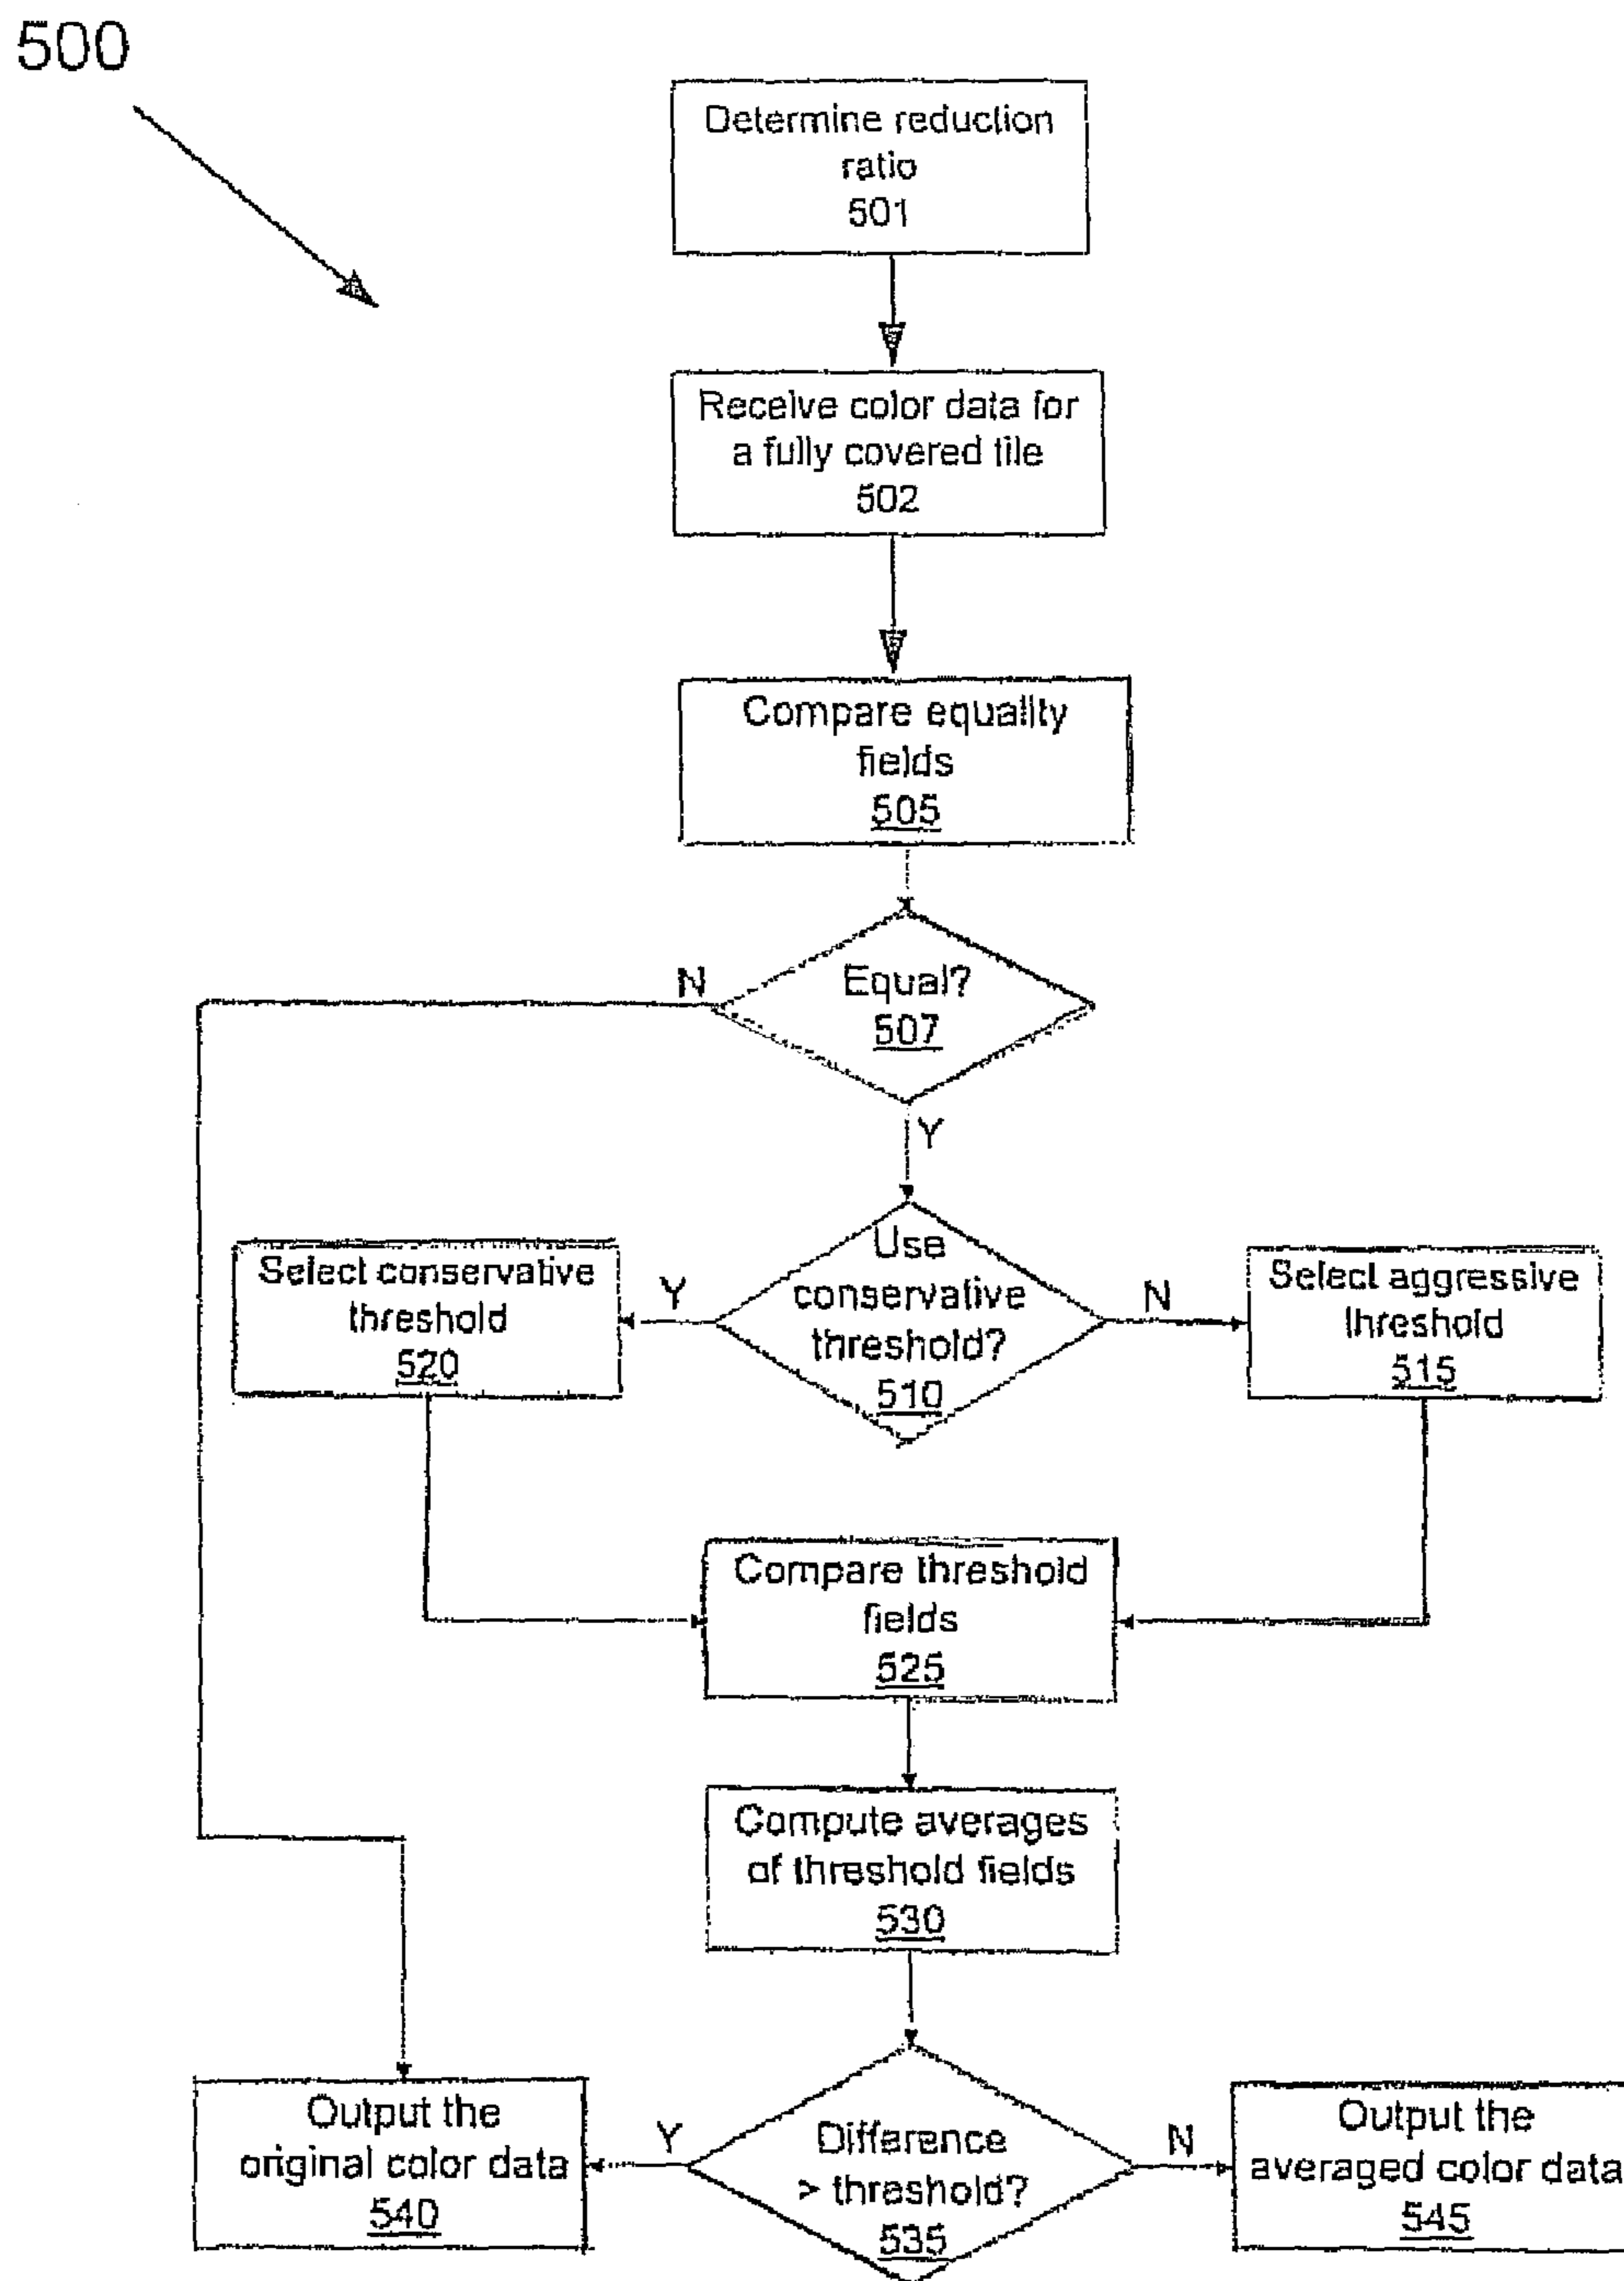 500
Determine reduction
ratio
501
Receive color data for
a fully covered tile
502
Compare equality
fields
505
Equal?
507
N
Y
Use
conservative
threshold?
510
Y
N
Select conservative
threshold
520
Select aggressive
threshold
515
Compare threshold
fields
525
Compute averages
of threshold fields
530
Difference
> threshold?
535
Y
N
Output the
original color data
540
Output the
averaged color data
545